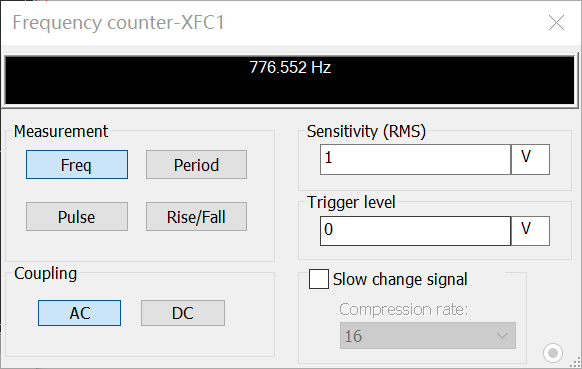 Frequency counter-XFC1
776.552 Hz
Measurement
Freq
Period
Pulse
Rise/Fall
Coupling
AC
DC
Sensitivity (RMS)
1
V
Trigger level
0
V
Slow change signal
Compression rate:
16